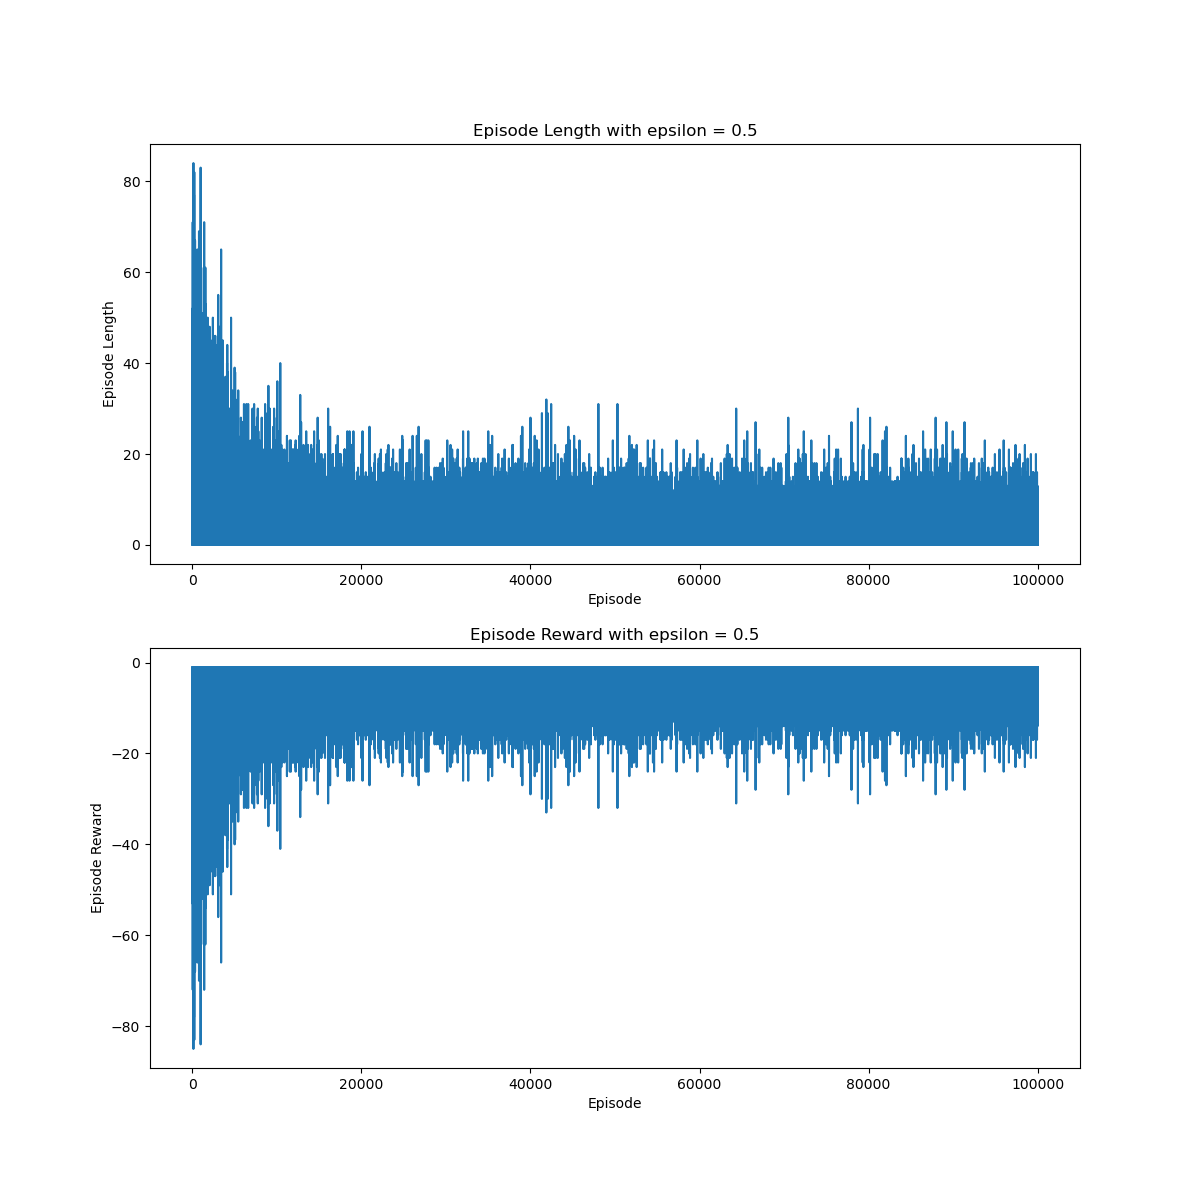 Episode Length with epsilon = 0.5
80
60
40
20
0
Episode Length
0 20000 40000 60000 80000 100000
Episode
Episode Reward with epsilon = 0.5
0
−20
−40
−60
−80
Episode Reward
0 20000 40000 60000 80000 100000
Episode